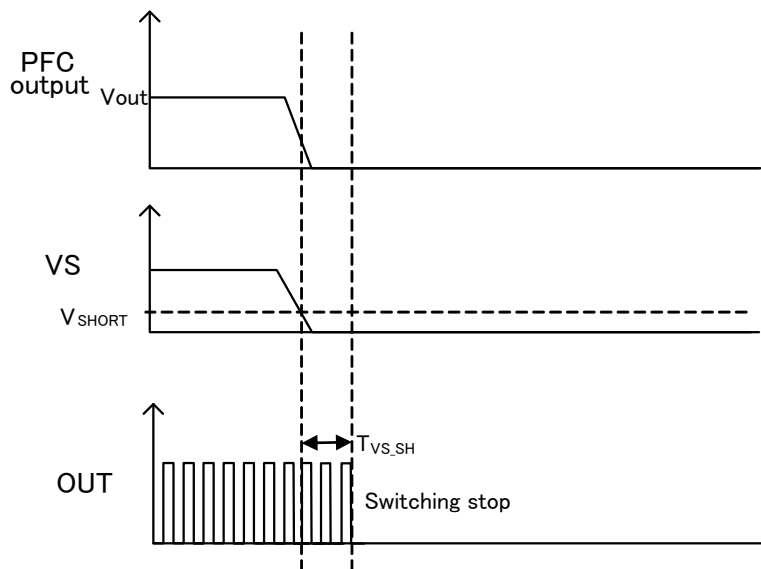 PFC
output
Vout
VS
VSHORT
TVS_SH
OUT
Switching stop